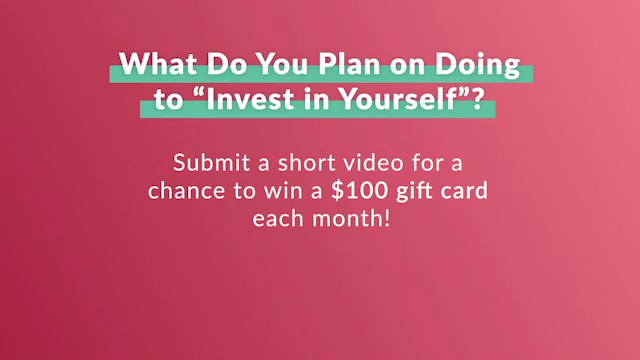 What Do You Plan on Doing
to “Invest in Yourself”?
Submit a short video for a
chance to win a $100 gift card
each month!